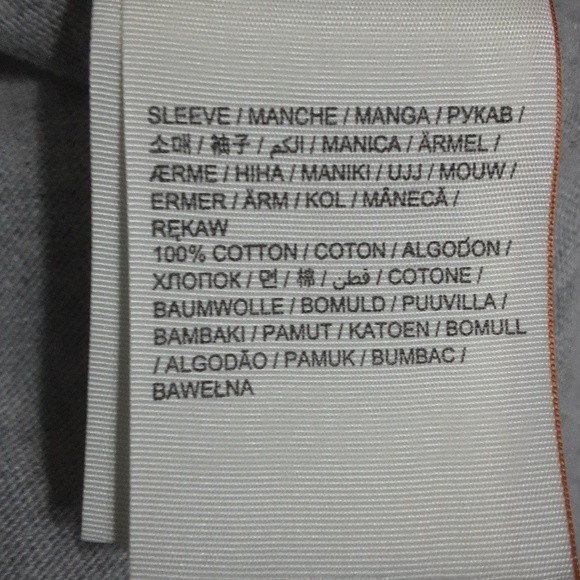 SLEEVE / MANCHE / MANGA / РУКАВ /
소매 / 袖子 / الكم / MANICA / ÄRMEL /
ÆRME / HIHA / MANIKI / UJJ / MOUW /
ERMER / ÄRM / KOL / MÂNECĂ /
RĘKAW
100% COTTON / COTON / ALGODÓN /
ХЛОПОК / 면 / 棉 / قطن / COTONE /
BAUMWOLLE / BOMULD / PUUVILLA /
BAMBAKI / PAMUT / KATOEN / BOMULL
/ ALGODÃO / PAMUK / BUMBAC /
BAWEŁNA